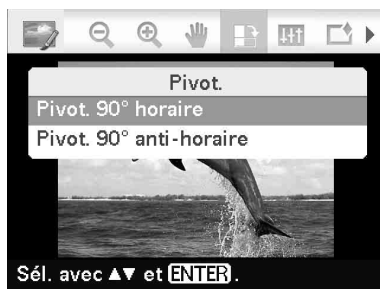 Pivot.
Pivot. 90° horaire
Pivot. 90° anti-horaire
Sél. avec ▲▼ et ENTER.